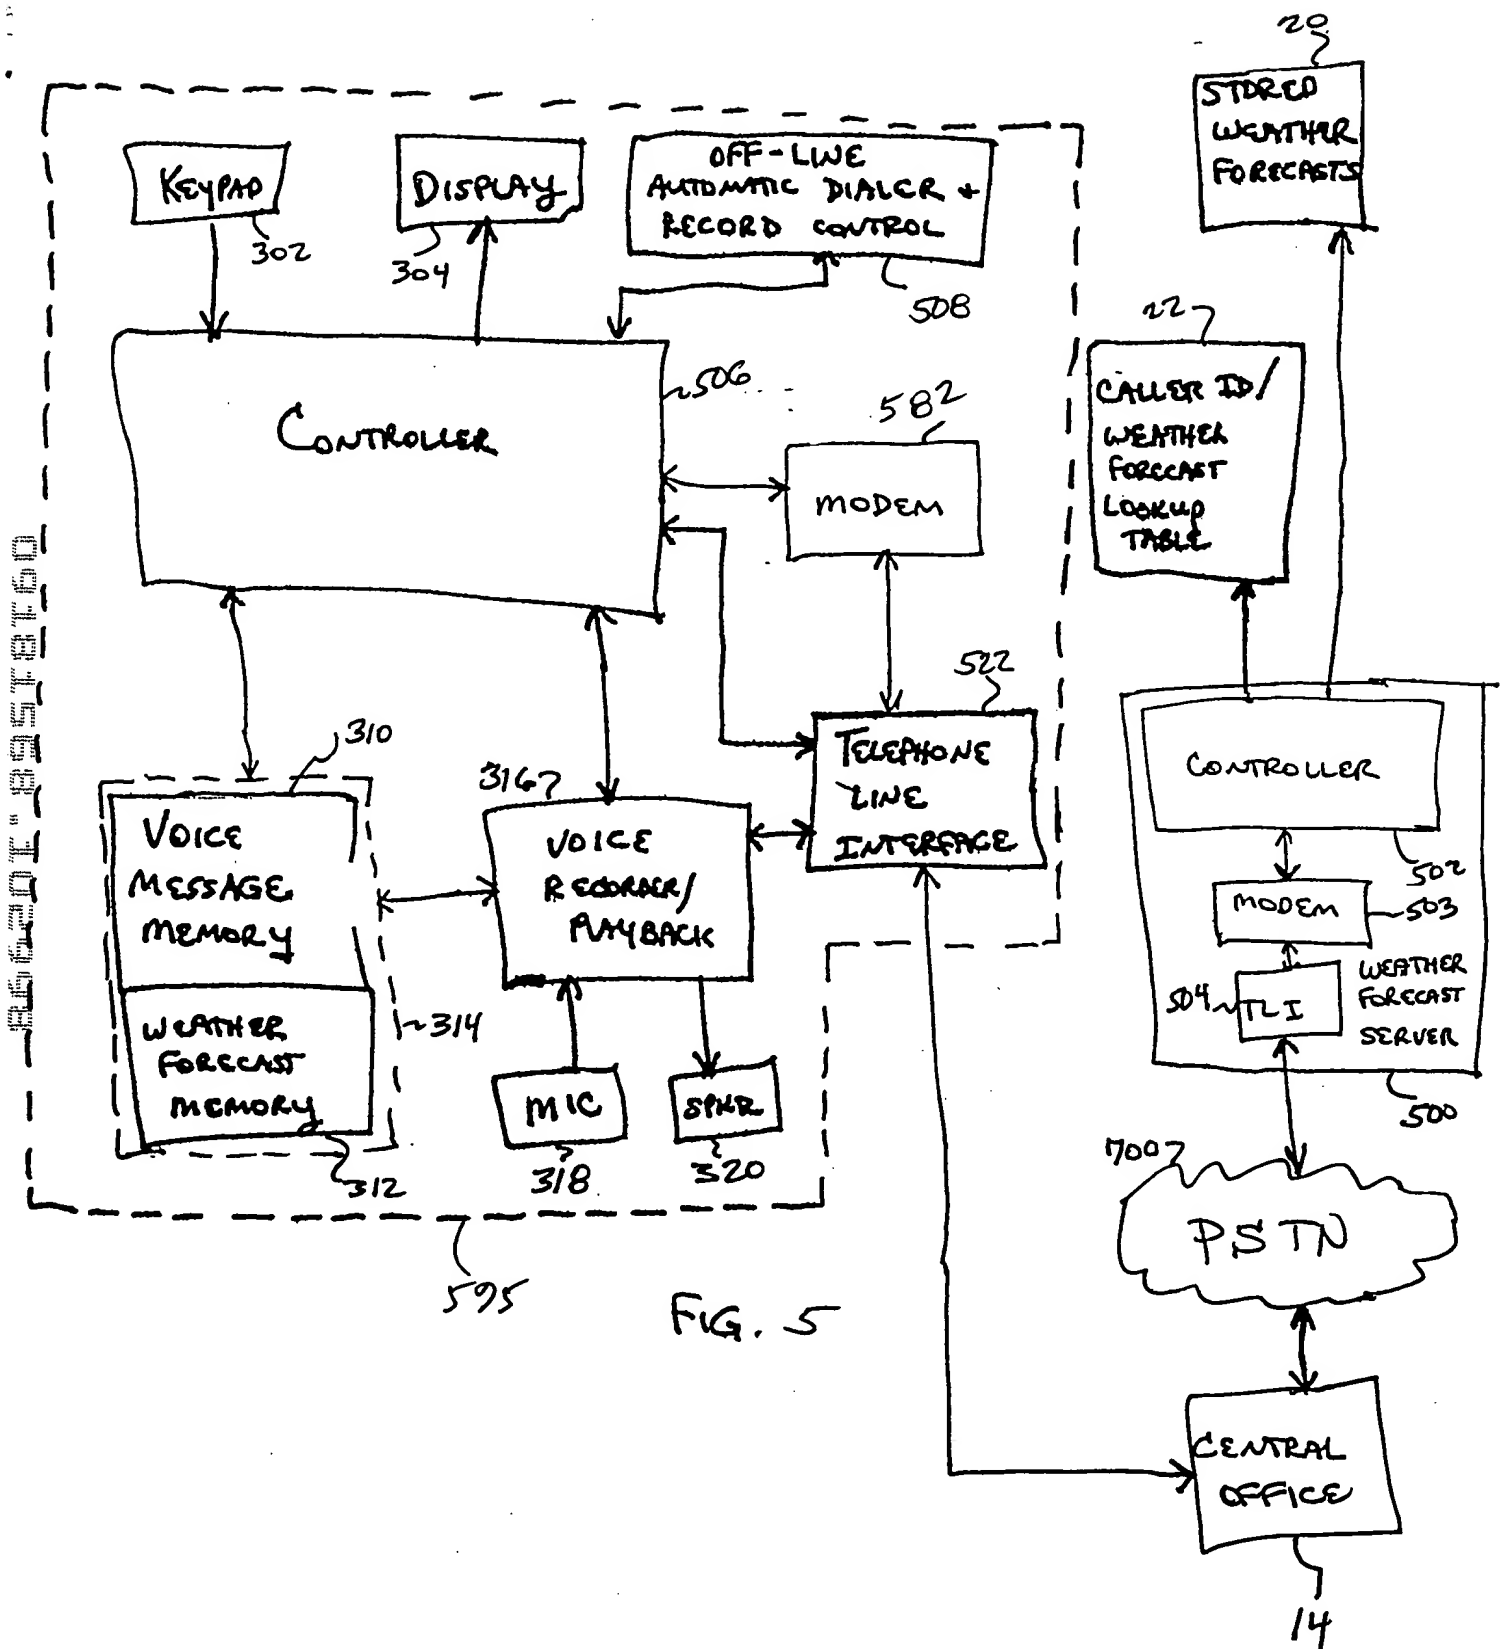 20
STORED
WEATHER
FORECASTS
KEYPAD
302
DISPLAY
304
OFF-LINE
AUTOMATIC DIALER +
RECORD CONTROL
508
22
CALLER ID/
WEATHER
FORECAST
LOOKUP
TABLE
CONTROLLER
506
582
MODEM
522
TELEPHONE
LINE
INTERFACE
310
VOICE
MESSAGE
MEMORY
WEATHER
FORECAST
MEMORY
314
312
316
VOICE
RECORDER/
PLAYBACK
MIC
318
SPKR
320
595
CONTROLLER
502
MODEM
503
504
TLI
WEATHER
FORECAST
SERVER
500
700
PSTN
CENTRAL
OFFICE
14
FIG. 5